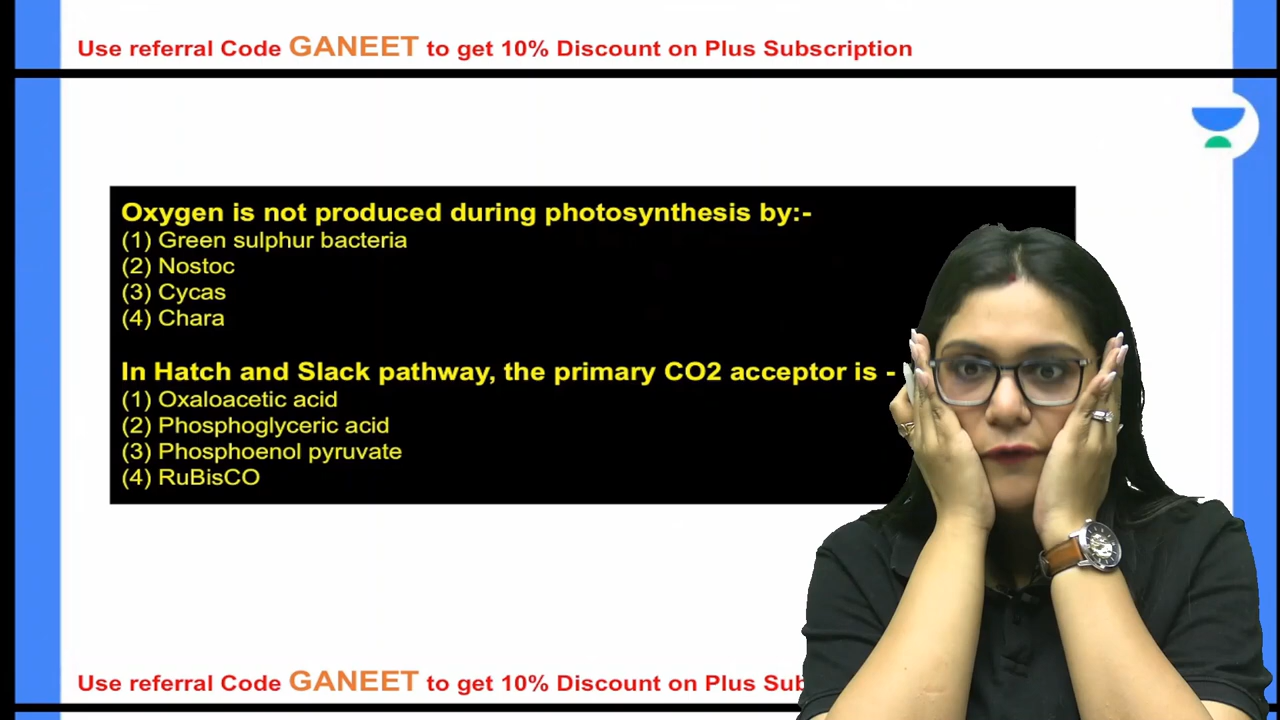 Use referral Code GANEET to get 10% Discount on Plus Subscription
Oxygen is not produced during photosynthesis by:-
(1) Green sulphur bacteria
(2) Nostoc
(3) Cycas
(4) Chara
In Hatch and Slack pathway, the primary CO2 acceptor is -
(1) Oxaloacetic acid
(2) Phosphoglyceric acid
(3) Phosphoenol pyruvate
(4) RuBisCO
Use referral Code GANEET to get 10% Discount on Plus Sub